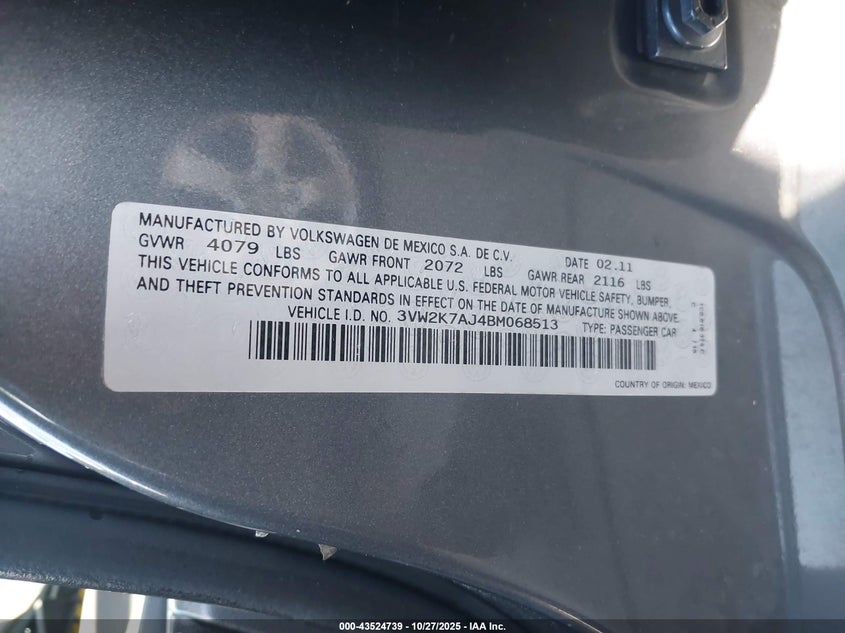 MANUFACTURED BY VOLKSWAGEN DE MEXICO S.A. DE C.V. DATE 02.11
GVWR 4079 LBS GAWR FRONT 2072 LBS GAWR REAR 2116 LBS
THIS VEHICLE CONFORMS TO ALL APPLICABLE U.S. FEDERAL MOTOR VEHICLE SAFETY, BUMPER,
AND THEFT PREVENTION STANDARDS IN EFFECT ON THE DATE OF MANUFACTURE SHOWN ABOVE.
VEHICLE I.D. NO. 3VW2K7AJ4BM068513 TYPE: PASSENGER CAR
COUNTRY OF ORIGIN: MEXICO
000-43524739 - 10/27/2025 - IAA Inc.